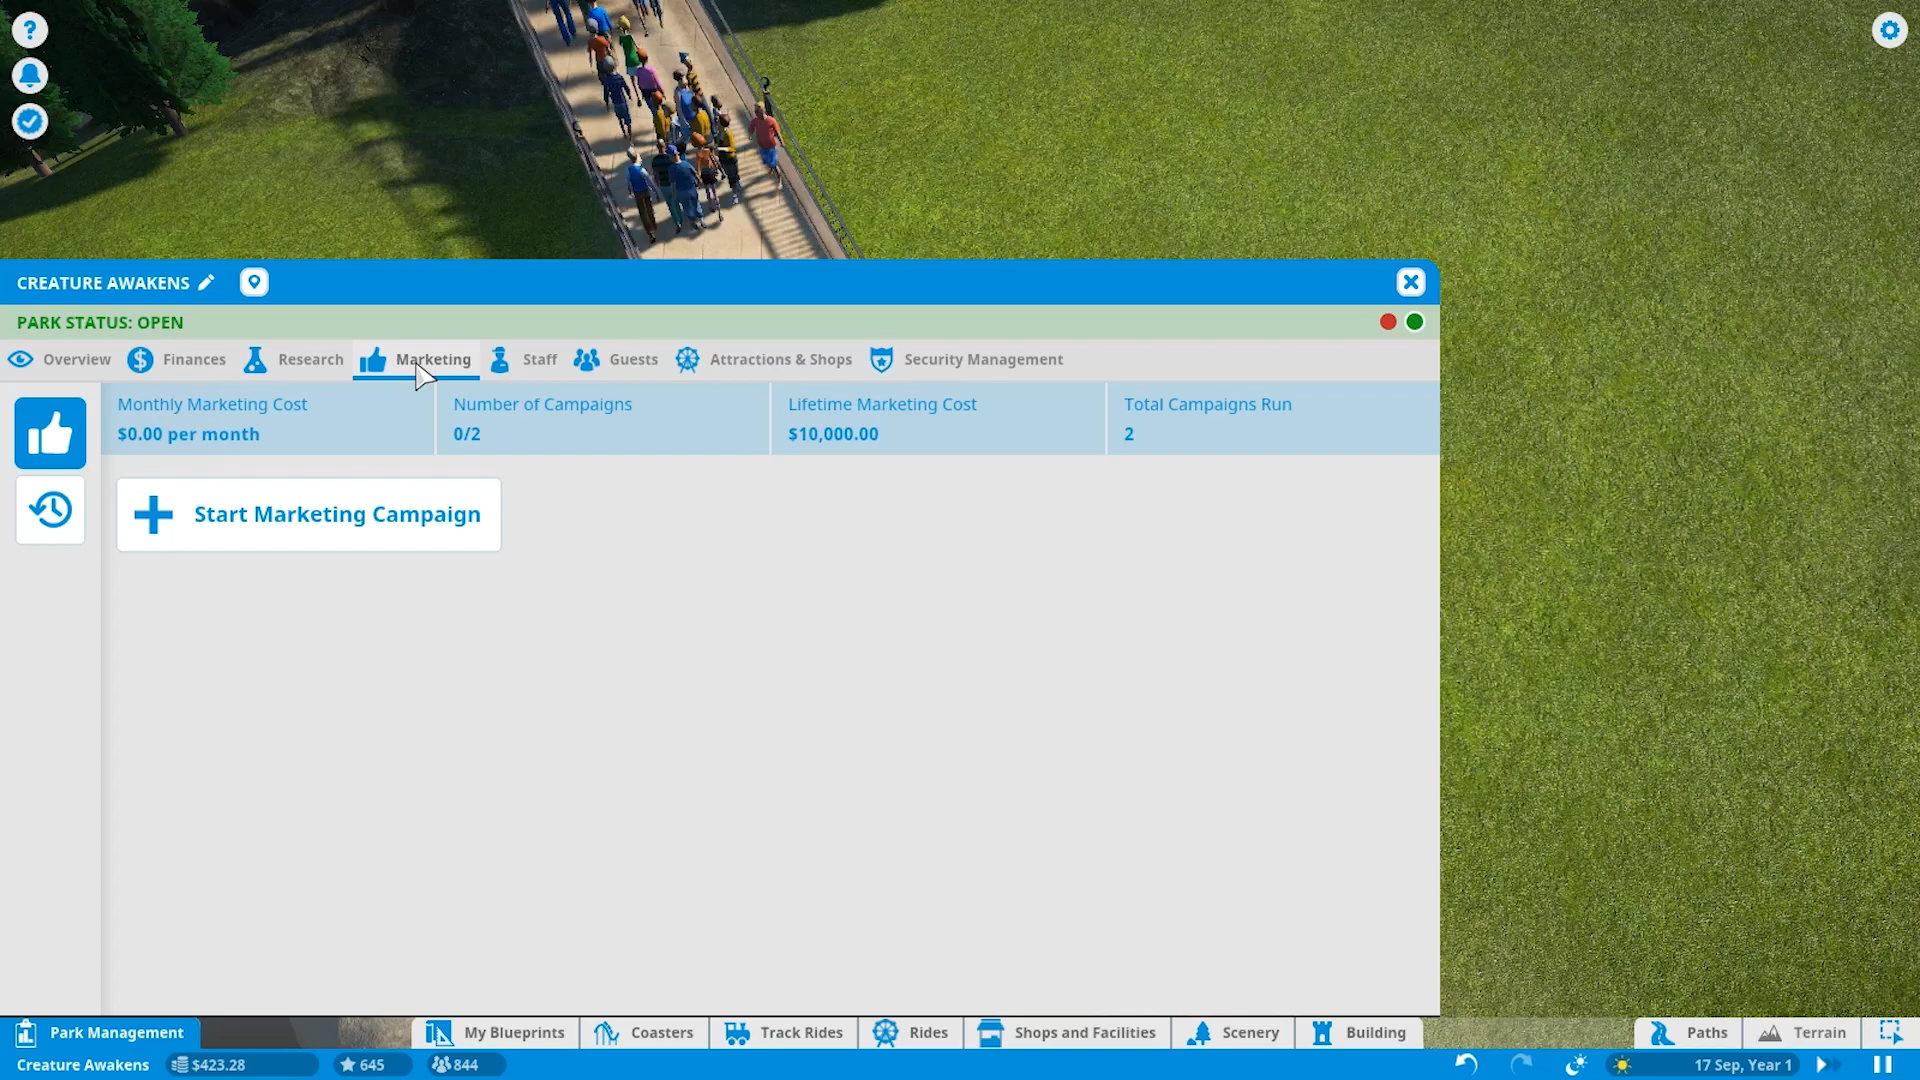 ?
CREATURE AWAKENS
PARK STATUS: OPEN
Overview
$ Finances
Research
Marketing
Staff
Guests
Attractions & Shops
Security Management
Monthly Marketing Cost
$0.00 per month
Number of Campaigns
0/2
Lifetime Marketing Cost
$10,000.00
Total Campaigns Run
2
Start Marketing Campaign
Park Management
My Blueprints
Coasters
Track Rides
Rides
Shops and Facilities
Scenery
Building
Paths
Terrain
Creature Awakens
$423.28
645
844
17 Sep, Year 1